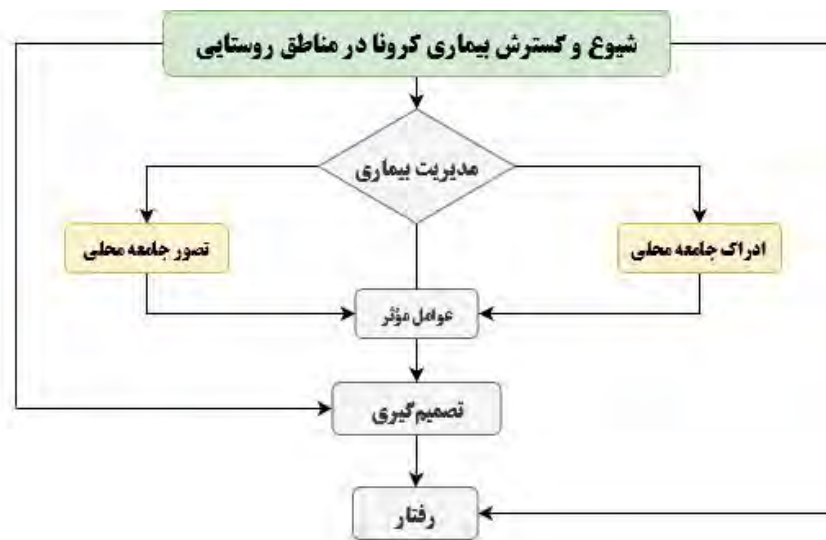 شیوع و گسترش بیماری کرونا در مناطق روستایی
مدیریت بیماری
ادراک جامعه محلی
تصور جامعه محلی
عوامل مؤثر
تصمیم‌گیری
رفتار